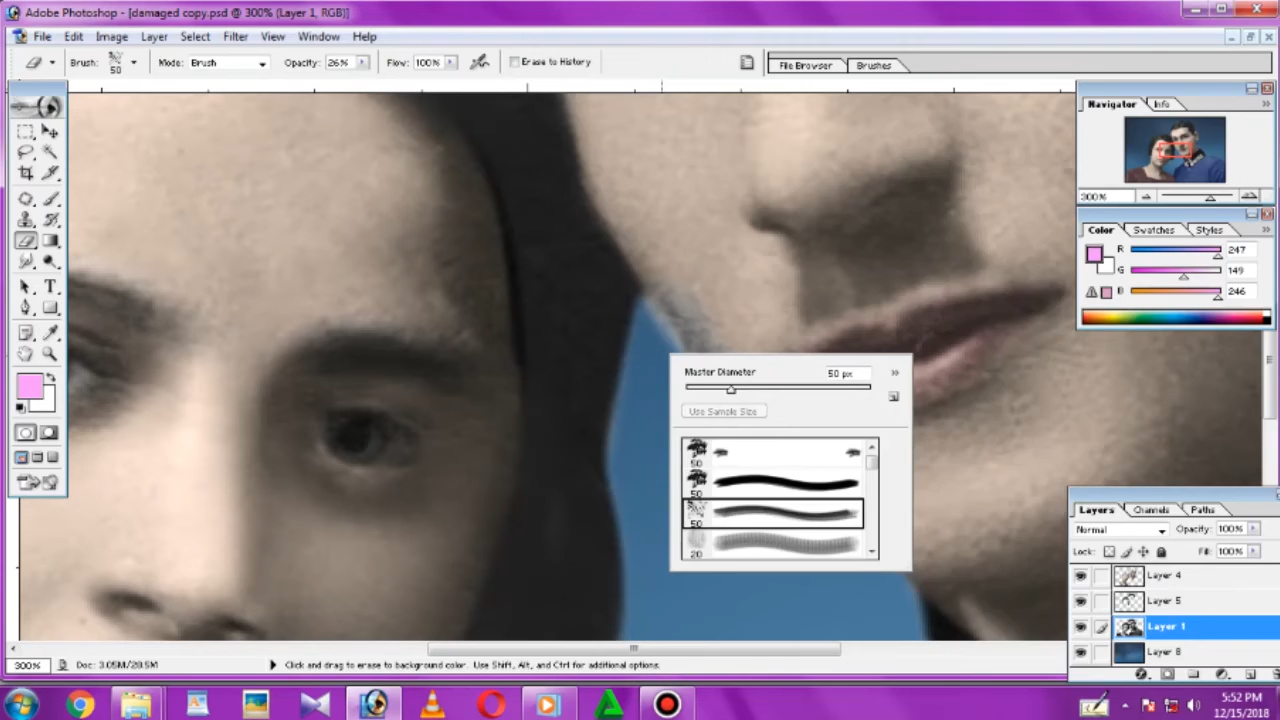 Adobe Photoshop - [damaged copy.psd @ 300% (Layer 1, RGB)]
File Edit Image Layer Select Filter View Window Help
Brush: 50 Mode: Brush Opacity: 26% Flow: 100% Erase to History File Browser Brushes
Navigator Info
300%
Color Swatches Styles
R 247
G 149
B 246
Master Diameter 50 px
Use Sample Size
50
50
50
20
Layers Channels Paths
Normal Opacity: 100%
Lock: Fill: 100%
Layer 4
Layer 5
Layer 1
Layer 8
300% Doc: 3.05M/28.5M Click and drag to erase to background color. Use Shift, Alt, and Ctrl for additional options.
5:52 PM
12/15/2018